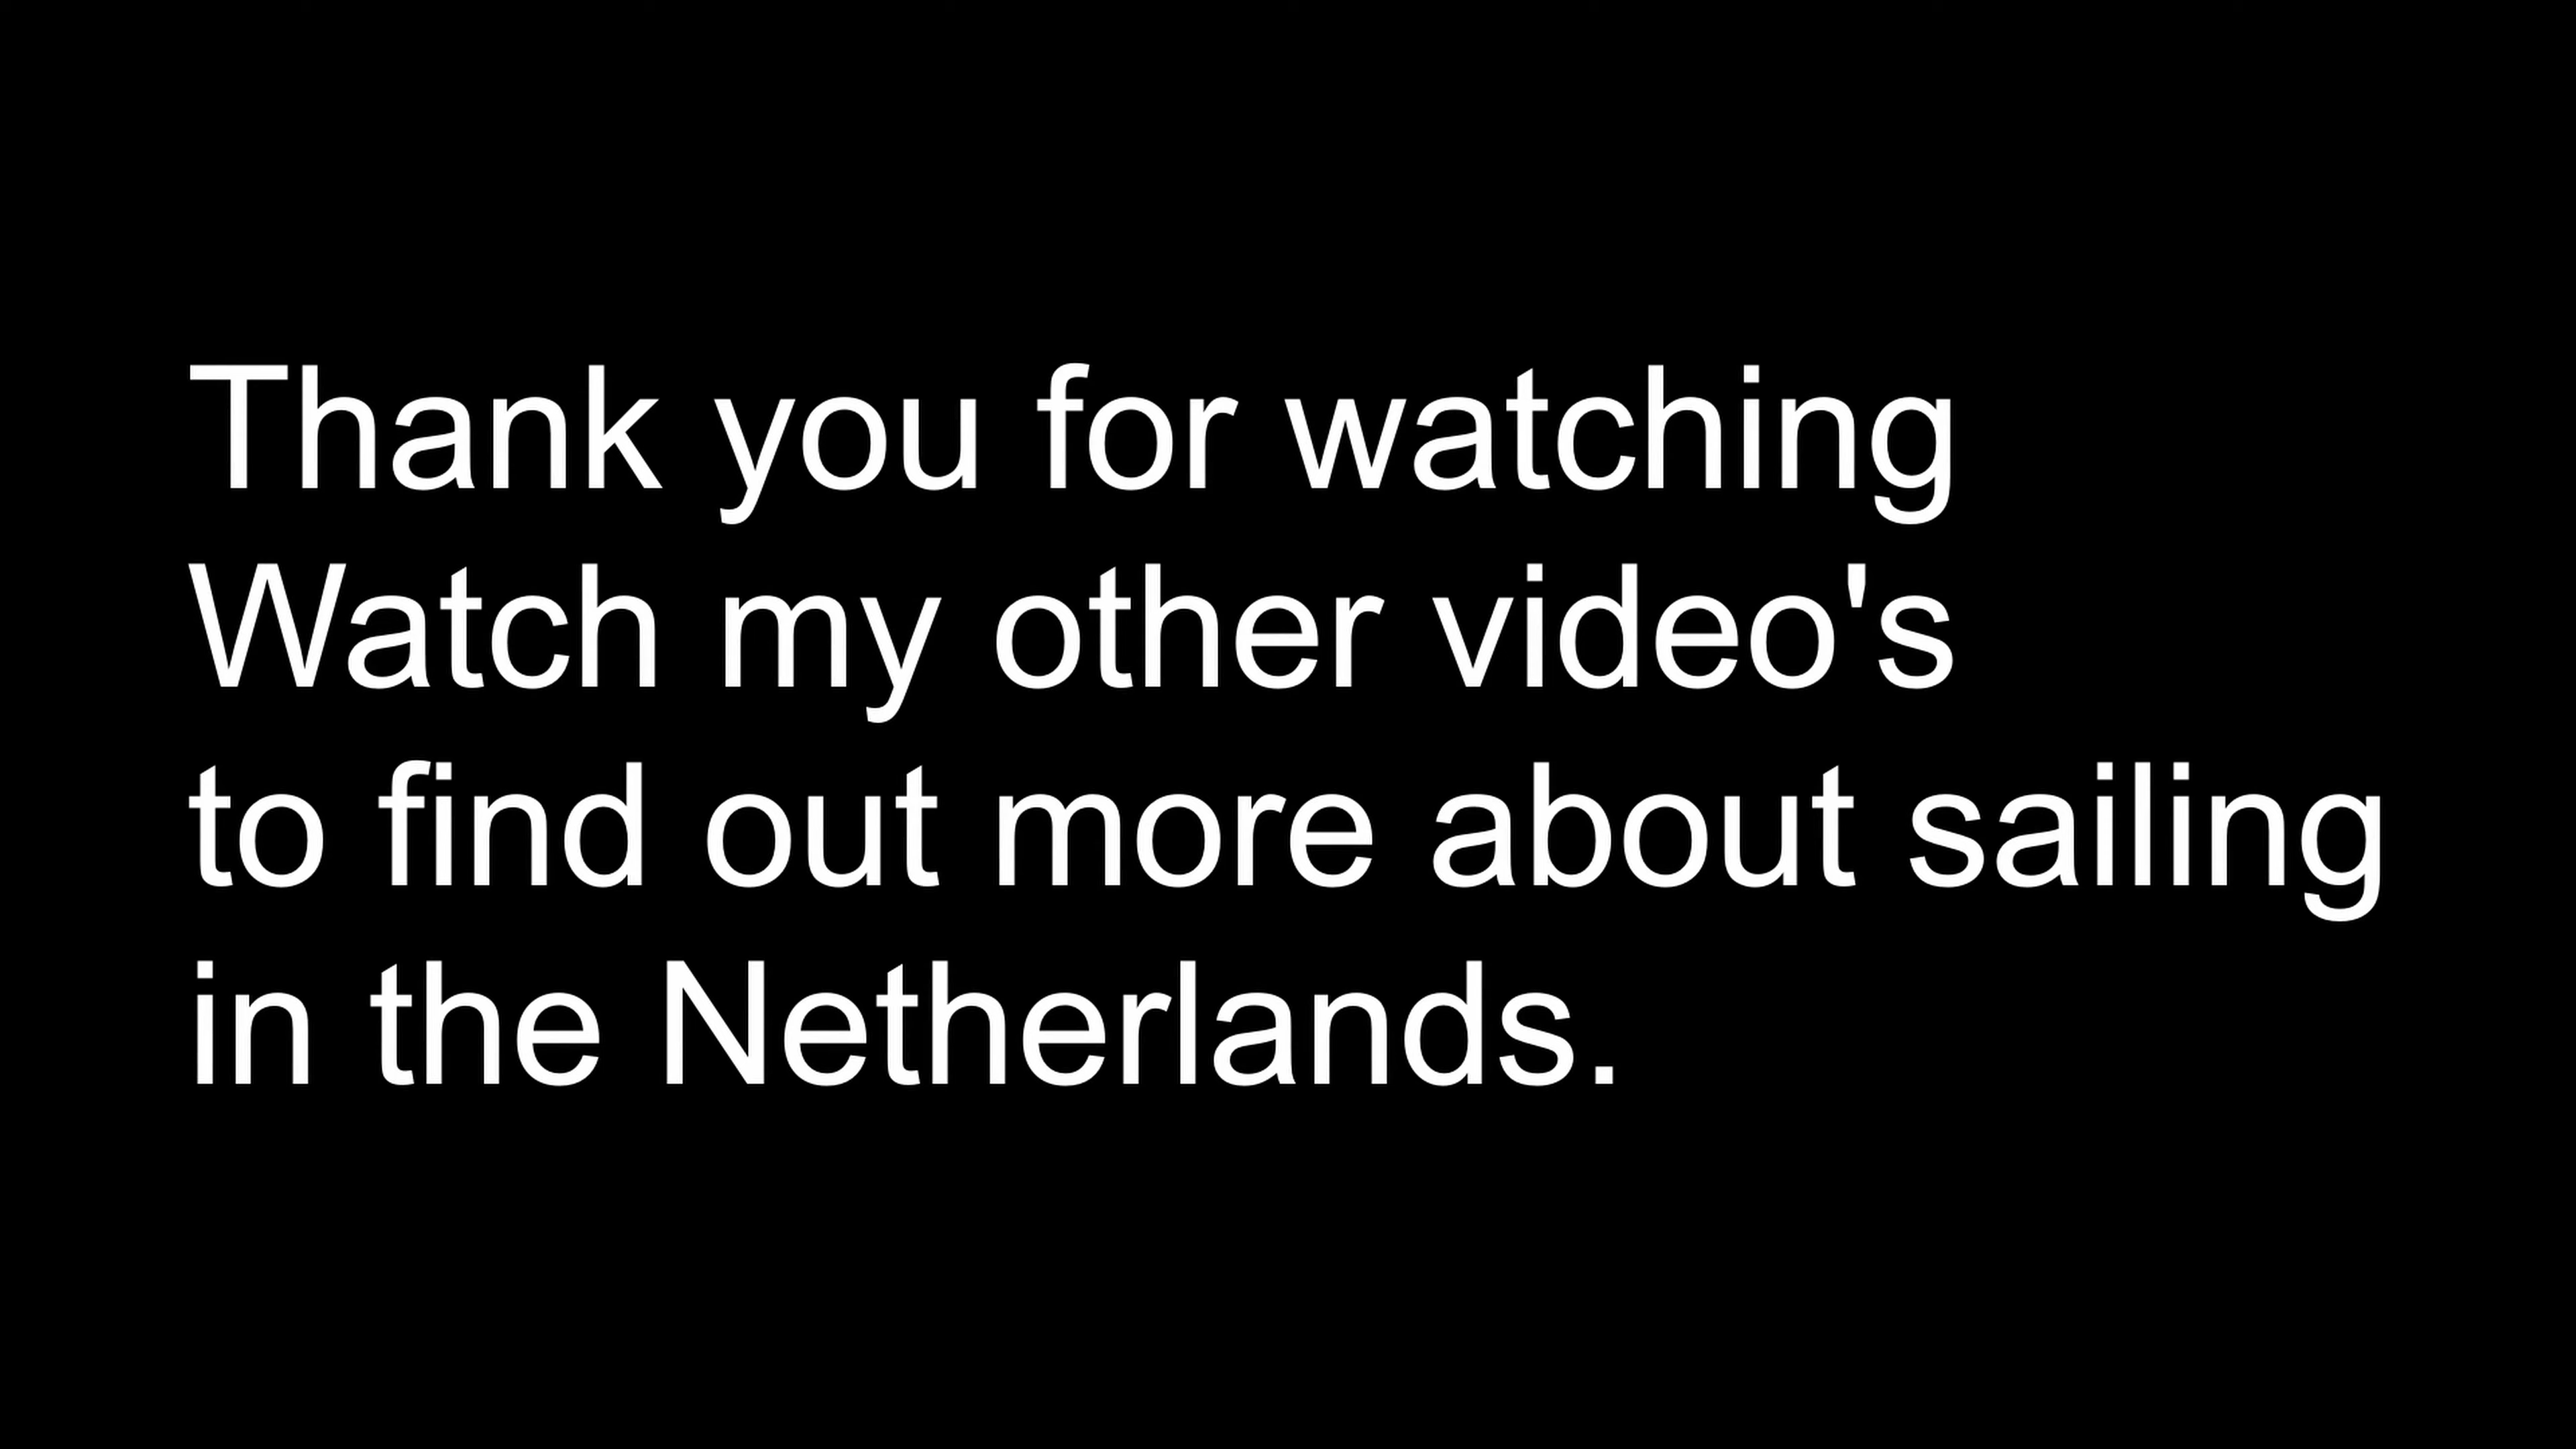 Thank you for watching
Watch my other video's
to find out more about sailing
in the Netherlands.